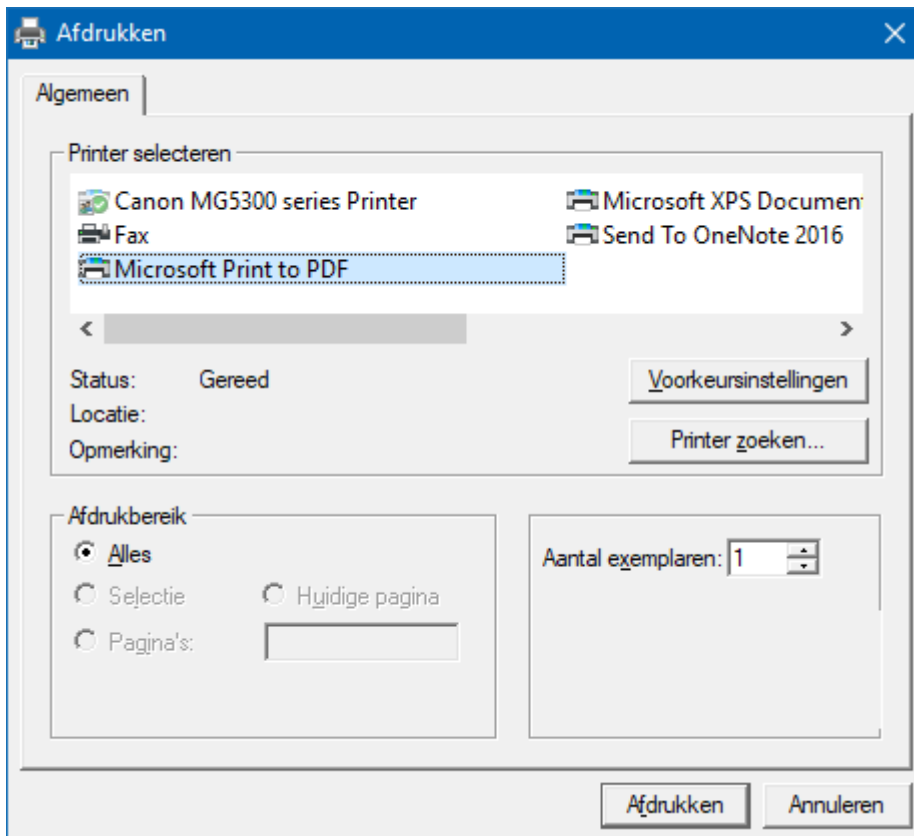 Afdrukken
Algemeen
Printer selecteren
Canon MG5300 series Printer
Fax
Microsoft Print to PDF
Microsoft XPS Documen
Send To OneNote 2016
Status: Gereed
Locatie:
Opmerking:
Voorkeursinstellingen
Printer zoeken...
Afdrukbereik
Alles
Selectie Huidige pagina
Pagina's:
Aantal exemplaren: 1
Afdrukken Annuleren